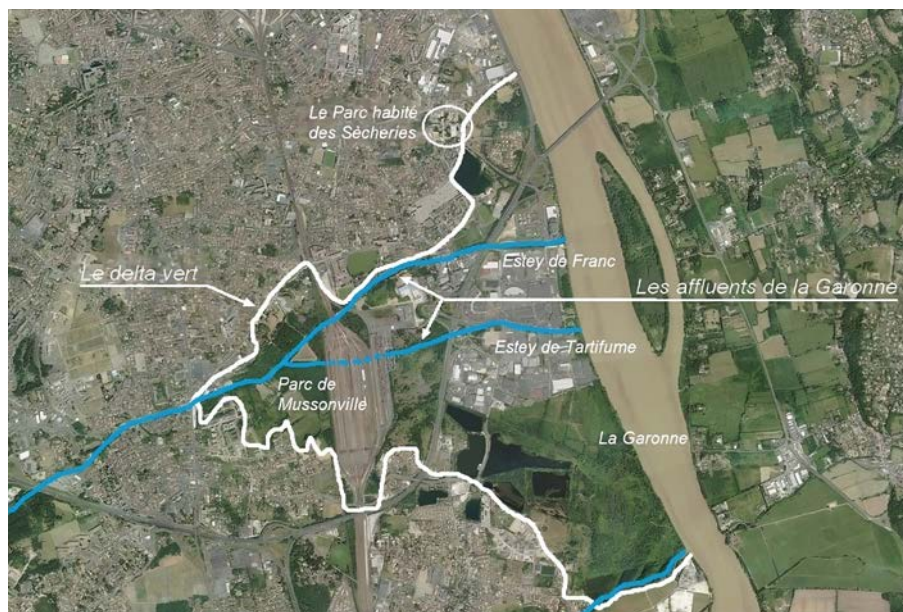 Le Parc habité
des Sècheries
Le delta vert
Estey de Franc
Les affluents de la Garonne
Estey de Tartifume
Parc de
Mussonville
La Garonne